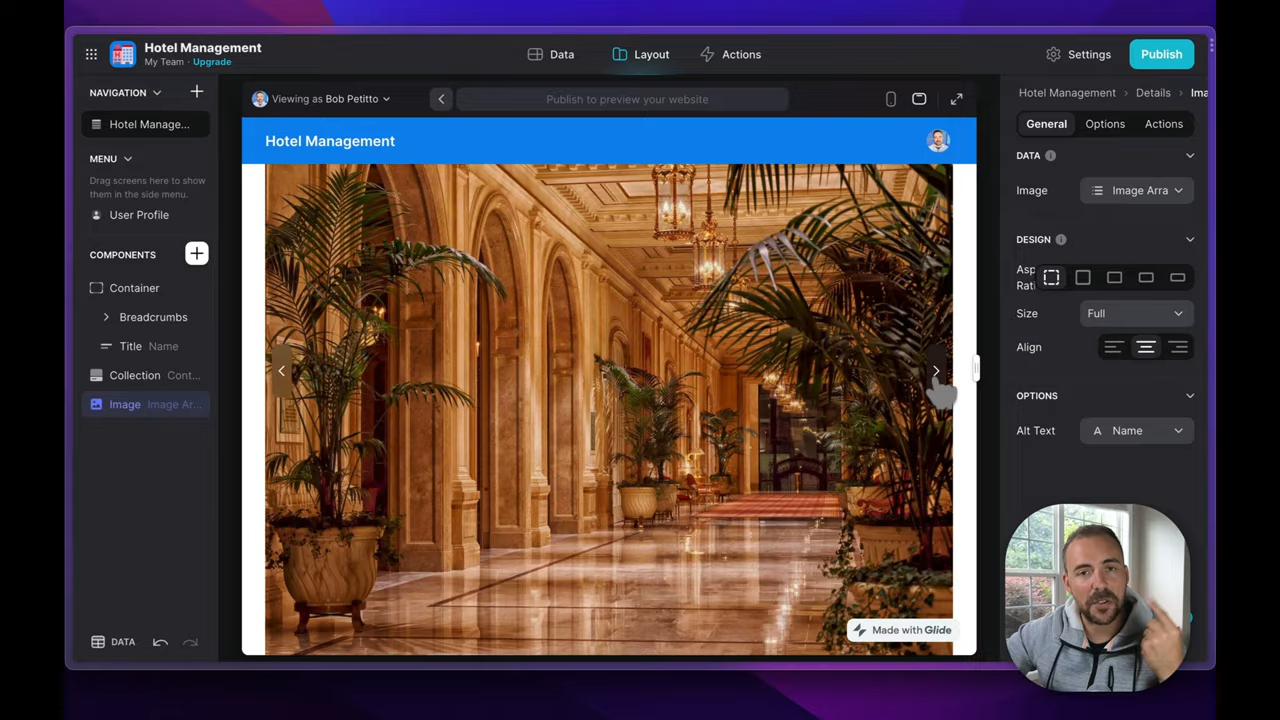 Hotel Management
My Team · Upgrade
Data
Layout
Actions
Settings
Publish
NAVIGATION
Hotel Manage...
MENU
Drag screens here to show
them in the side menu.
User Profile
COMPONENTS
Container
Breadcrumbs
Title Name
Collection Cont...
Image Image Ar...
DATA
Viewing as Bob Petitto
Publish to preview your website
Hotel Management
Made with Glide
Hotel Management
Details
Ima
General
Options
Actions
DATA
Image
Image Arra
DESIGN
Asp
Rati
Size
Full
Align
OPTIONS
Alt Text
A Name